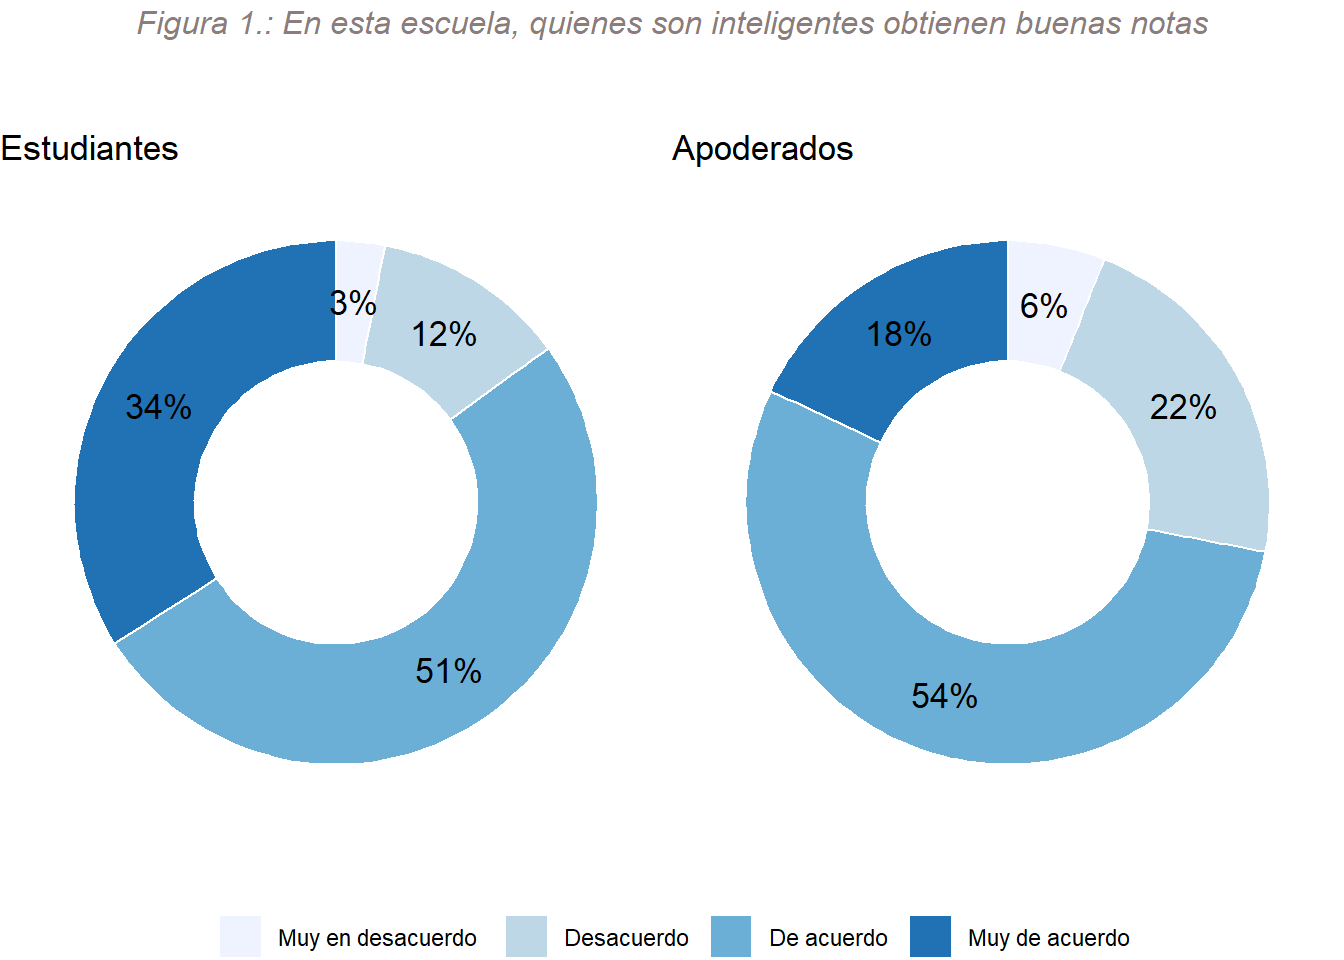 Figura 1.: En esta escuela, quienes son inteligentes obtienen buenas notas
Estudiantes
3%
12%
34%
51%
Apoderados
6%
18%
22%
54%
Muy en desacuerdo
Desacuerdo
De acuerdo
Muy de acuerdo